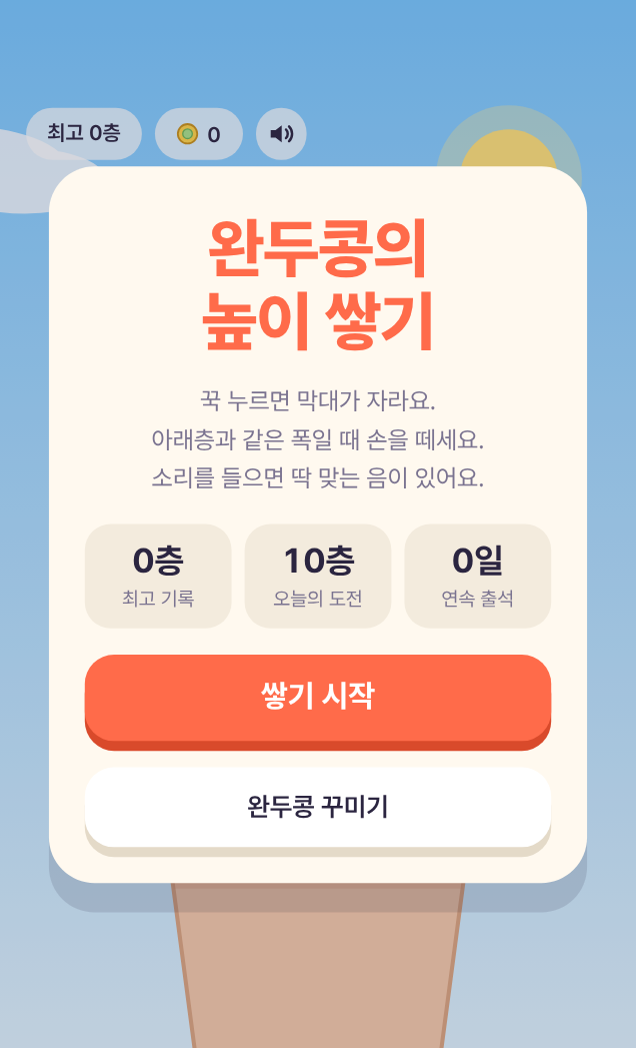 최고 0층
0
완두콩의
높이 쌓기
꾹 누르면 막대가 자라요.
아래층과 같은 폭일 때 손을 떼세요.
소리를 들으면 딱 맞는 음이 있어요.
0층 10층 0일
최고 기록 오늘의 도전 연속 출석
쌓기 시작
완두콩 꾸미기